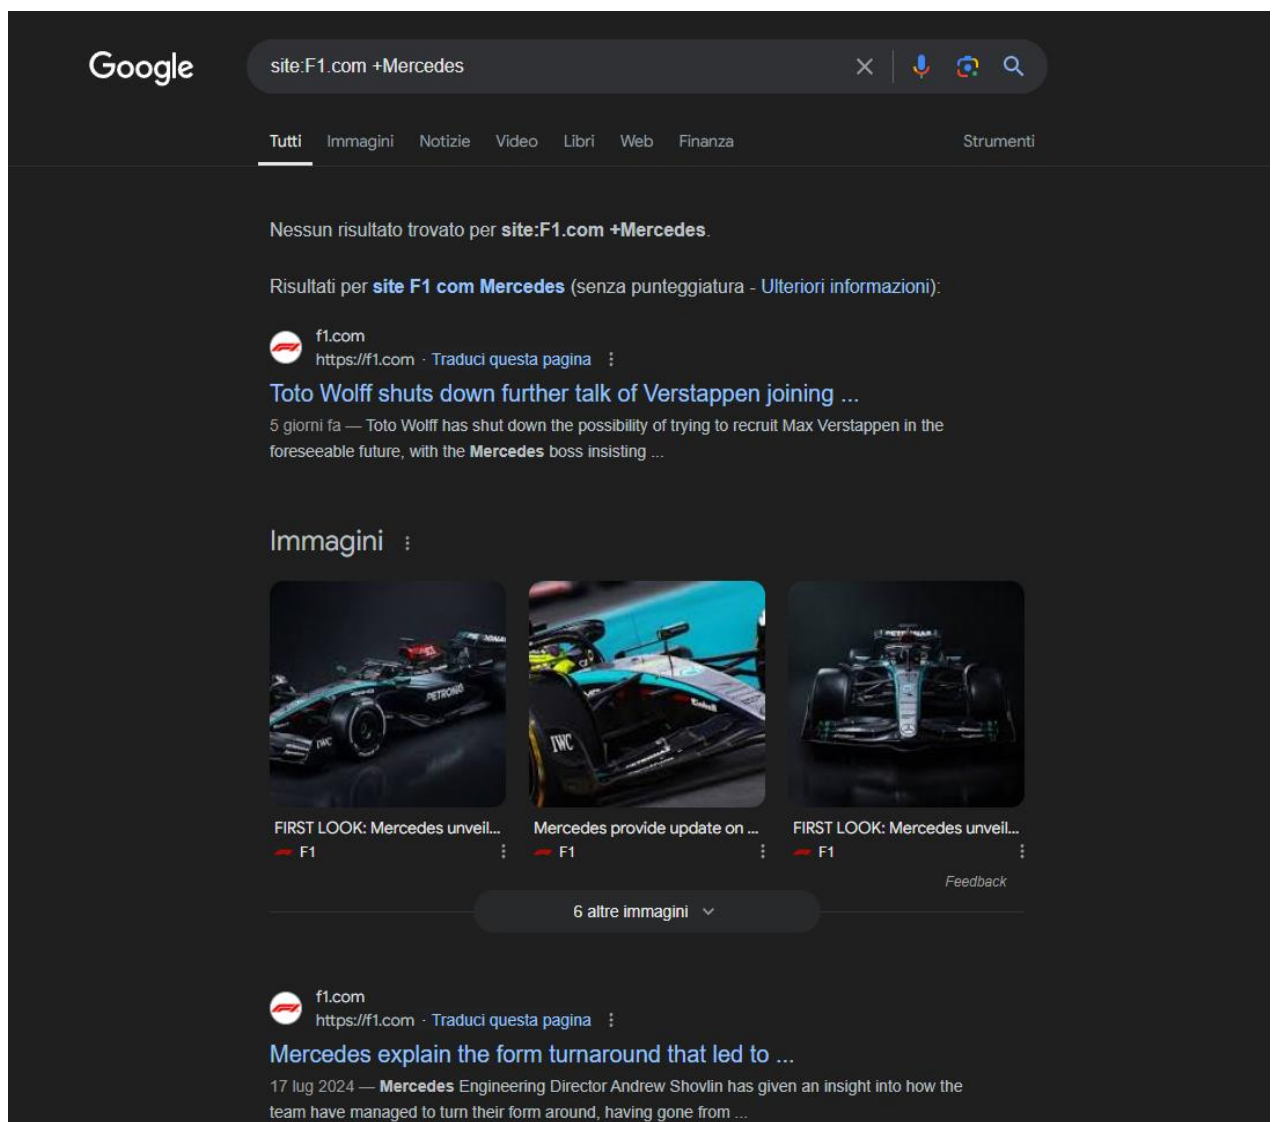 Google
site:F1.com +Mercedes
Tutti Immagini Notizie Video Libri Web Finanza Strumenti
Nessun risultato trovato per site:F1.com +Mercedes.
Risultati per site F1 com Mercedes (senza punteggiatura - Ulteriori informazioni):
f1.com
https://f1.com · Traduci questa pagina
Toto Wolff shuts down further talk of Verstappen joining ...
5 giorni fa — Toto Wolff has shut down the possibility of trying to recruit Max Verstappen in the
foreseeable future, with the Mercedes boss insisting ...
Immagini
PETRONAS
IWC
IWC
PETRONAS
FIRST LOOK: Mercedes unveil...
F1
Mercedes provide update on ...
F1
FIRST LOOK: Mercedes unveil...
F1
Feedback
6 altre immagini
f1.com
https://f1.com · Traduci questa pagina
Mercedes explain the form turnaround that led to ...
17 lug 2024 — Mercedes Engineering Director Andrew Shovlin has given an insight into how the
team have managed to turn their form around, having gone from ...